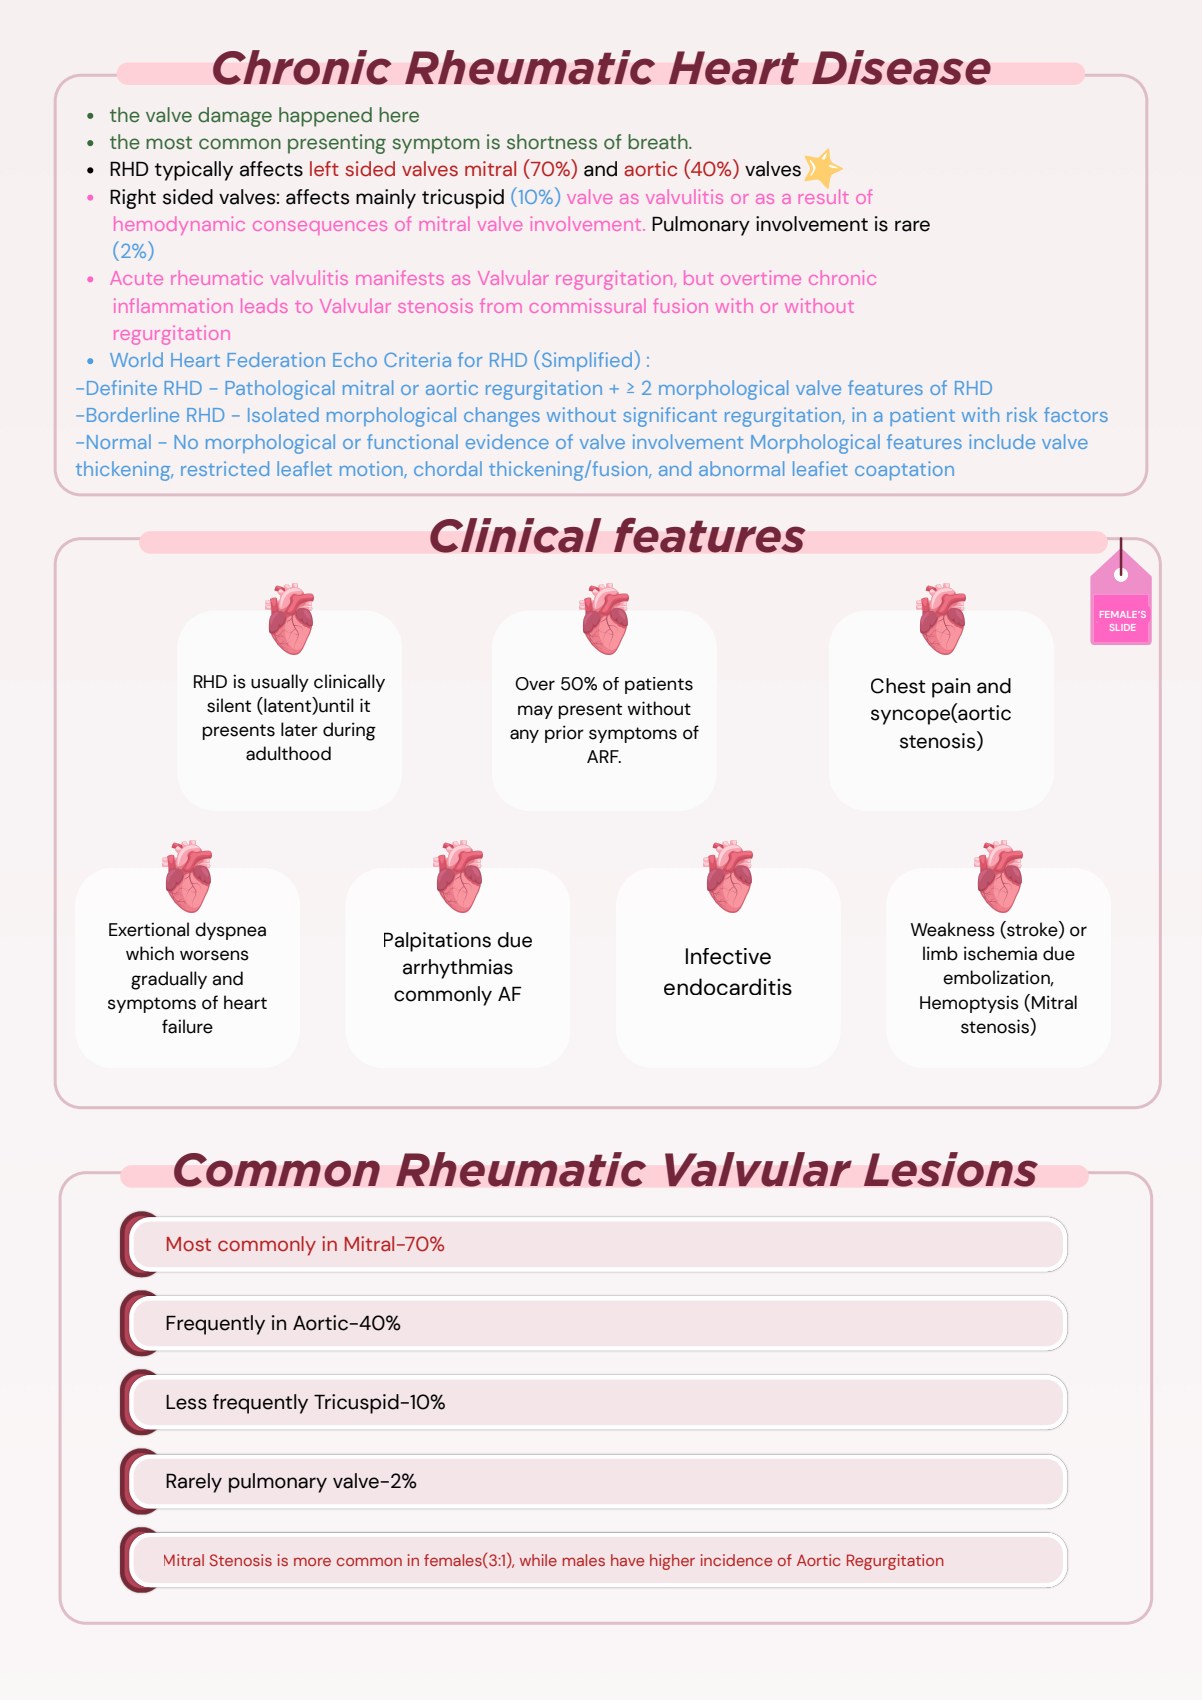 Chronic Rheumatic Heart Disease
• the valve damage happened here
• the most common presenting symptom is shortness of breath.
• RHD typically affects left sided valves mitral (70%) and aortic (40%) valves
• Right sided valves: affects mainly tricuspid (10%) valve as valvulitis or as a result of
hemodynamic consequences of mitral valve involvement. Pulmonary involvement is rare
(2%)
• Acute rheumatic valvulitis manifests as Valvular regurgitation, but overtime chronic
inflammation leads to Valvular stenosis from commissural fusion with or without
regurgitation
• World Heart Federation Echo Criteria for RHD (Simplified) :
-Definite RHD - Pathological mitral or aortic regurgitation + ≥ 2 morphological valve features of RHD
-Borderline RHD - Isolated morphological changes without significant regurgitation, in a patient with risk factors
-Normal - No morphological or functional evidence of valve involvement Morphological features include valve
thickening, restricted leaflet motion, chordal thickening/fusion, and abnormal leafiet coaptation
Clinical features
FEMALE'S
SLIDE
RHD is usually clinically
silent (latent)until it
presents later during
adulthood
Over 50% of patients
may present without
any prior symptoms of
ARF.
Chest pain and
syncope(aortic
stenosis)
Exertional dyspnea
which worsens
gradually and
symptoms of heart
failure
Palpitations due
arrhythmias
commonly AF
Infective
endocarditis
Weakness (stroke) or
limb ischemia due
embolization,
Hemoptysis (Mitral
stenosis)
Common Rheumatic Valvular Lesions
Most commonly in Mitral-70%
Frequently in Aortic-40%
Less frequently Tricuspid-10%
Rarely pulmonary valve-2%
Mitral Stenosis is more common in females(3:1), while males have higher incidence of Aortic Regurgitation